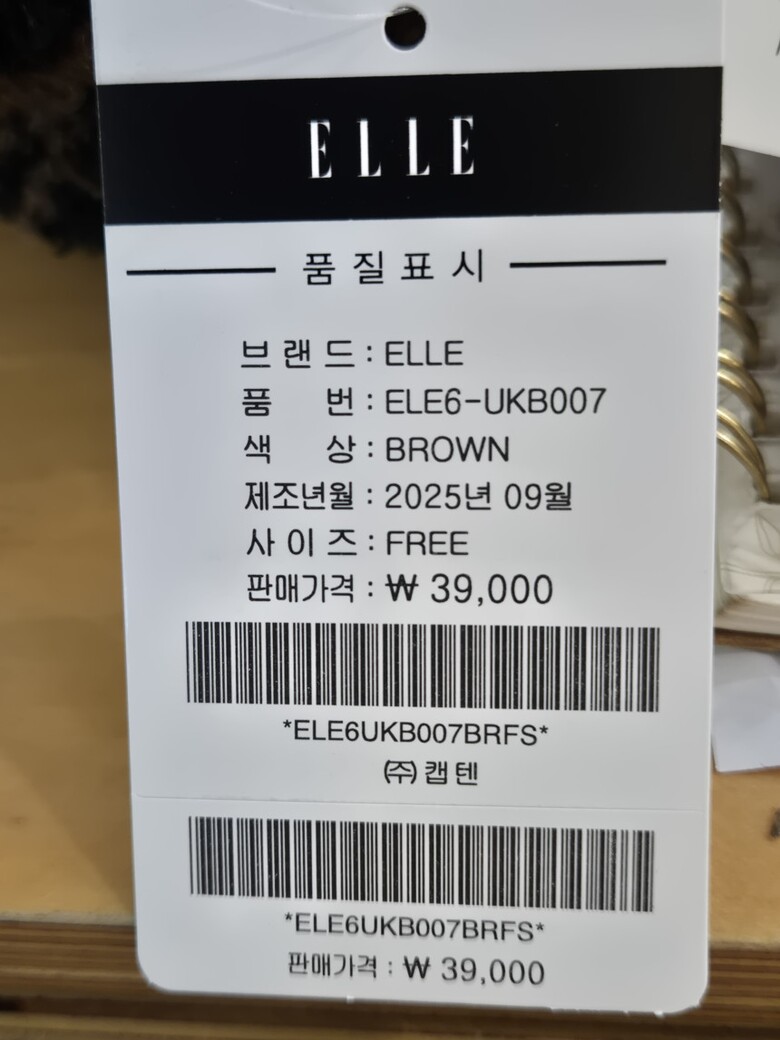 ELLE
품질표시
브랜드 : ELLE
품 번 : ELE6-UKB007
색 상 : BROWN
제조년월 : 2025년 09월
사이즈 : FREE
판매가격 : ₩ 39,000
*ELE6UKB007BRFS*
㈜캡텐
*ELE6UKB007BRFS*
판매가격 : ₩ 39,000